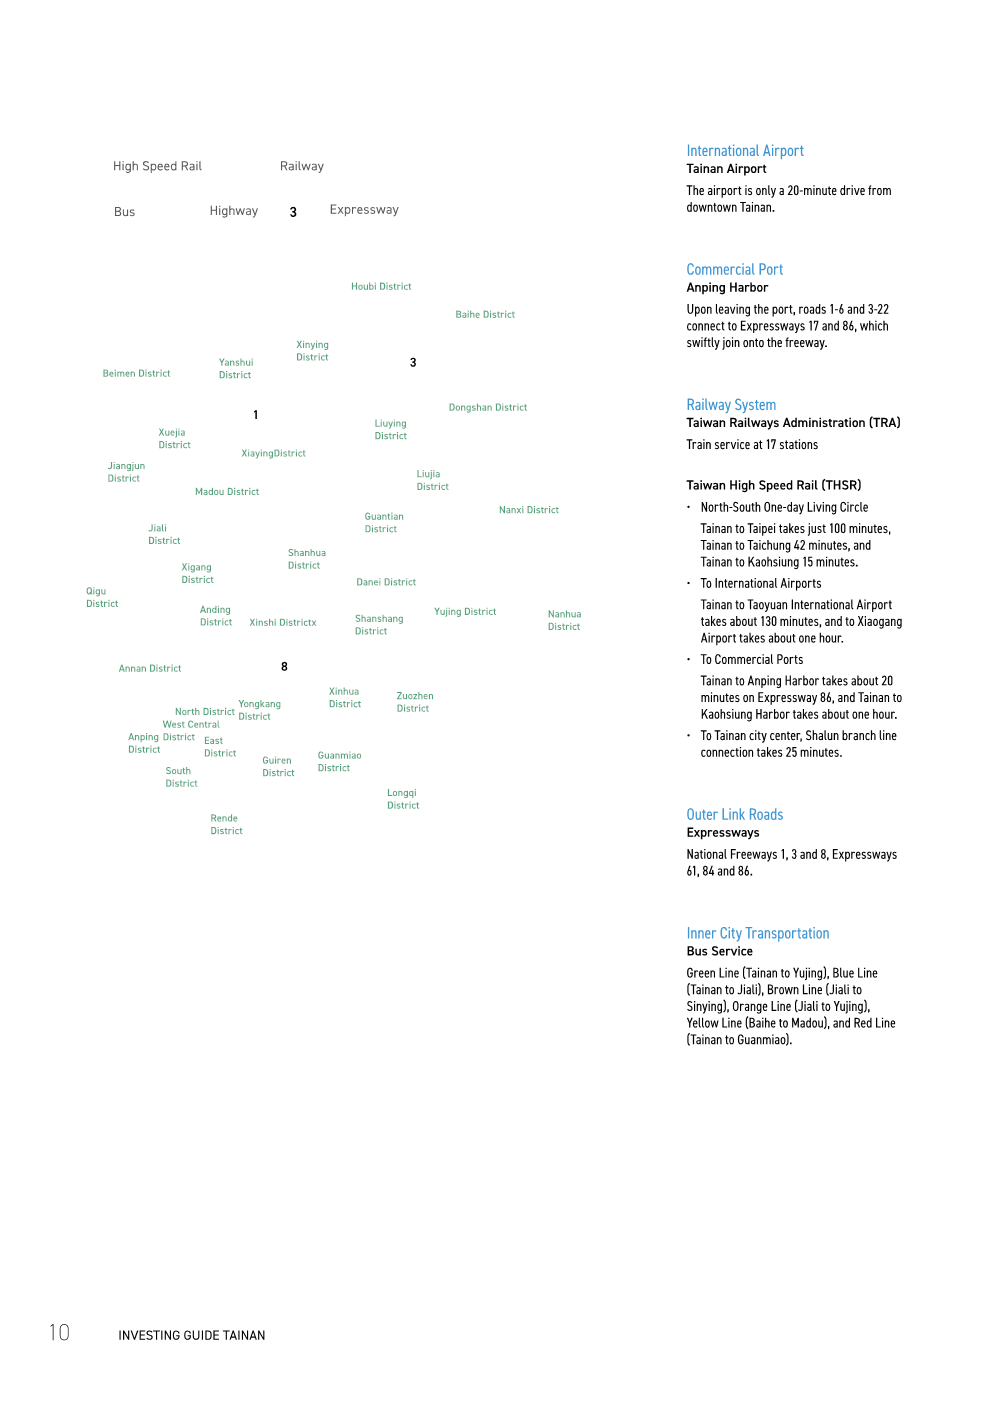 High Speed Rail
Railway
Bus
Highway
3
Expressway
Houbi District
Baihe District
Xinying
District
3
Yanshui
District
Beimen District
Dongshan District
1
Liuying
District
Xuejia
District
XiayingDistrict
Jiangjun
District
Liujia
District
Madou District
Nanxi District
Guantian
District
Jiali
District
Shanhua
District
Xigang
District
Danei District
Qigu
District
Anding
District
Xinshi Districtx
Shanshang
District
Yujing District
Nanhua
District
Annan District
8
Xinhua
District
Zuozhen
District
Yongkang
District
North District
West Central
District
Anping
District
East
District
Guiren
District
Guanmiao
District
South
District
Longqi
District
Rende
District
International Airport
Tainan Airport
The airport is only a 20-minute drive from
downtown Tainan.
Commercial Port
Anping Harbor
Upon leaving the port, roads 1-6 and 3-22
connect to Expressways 17 and 86, which
swiftly join onto the freeway.
Railway System
Taiwan Railways Administration (TRA)
Train service at 17 stations
Taiwan High Speed Rail (THSR)
• North-South One-day Living Circle
Tainan to Taipei takes just 100 minutes,
Tainan to Taichung 42 minutes, and
Tainan to Kaohsiung 15 minutes.
• To International Airports
Tainan to Taoyuan International Airport
takes about 130 minutes, and to Xiaogang
Airport takes about one hour.
• To Commercial Ports
Tainan to Anping Harbor takes about 20
minutes on Expressway 86, and Tainan to
Kaohsiung Harbor takes about one hour.
• To Tainan city center, Shalun branch line
connection takes 25 minutes.
Outer Link Roads
Expressways
National Freeways 1, 3 and 8, Expressways
61, 84 and 86.
Inner City Transportation
Bus Service
Green Line (Tainan to Yujing), Blue Line
(Tainan to Jiali), Brown Line (Jiali to
Sinying), Orange Line (Jiali to Yujing),
Yellow Line (Baihe to Madou), and Red Line
(Tainan to Guanmiao).
10
INVESTING GUIDE TAINAN